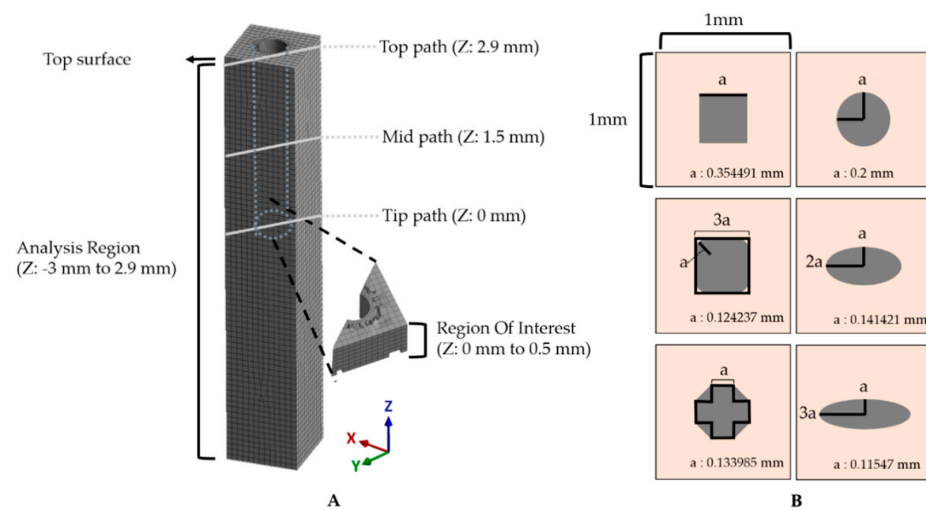 Top surface
Top path (Z: 2.9 mm)
Mid path (Z: 1.5 mm)
Tip path (Z: 0 mm)
Analysis Region
(Z: -3 mm to 2.9 mm)
Region Of Interest
(Z: 0 mm to 0.5 mm)
Z
X
Y
A
1mm
1mm
a
a : 0.354491 mm
a
a : 0.2 mm
3a
a
a : 0.124237 mm
a
2a
a : 0.141421 mm
a
a : 0.133985 mm
a
3a
a : 0.11547 mm
B